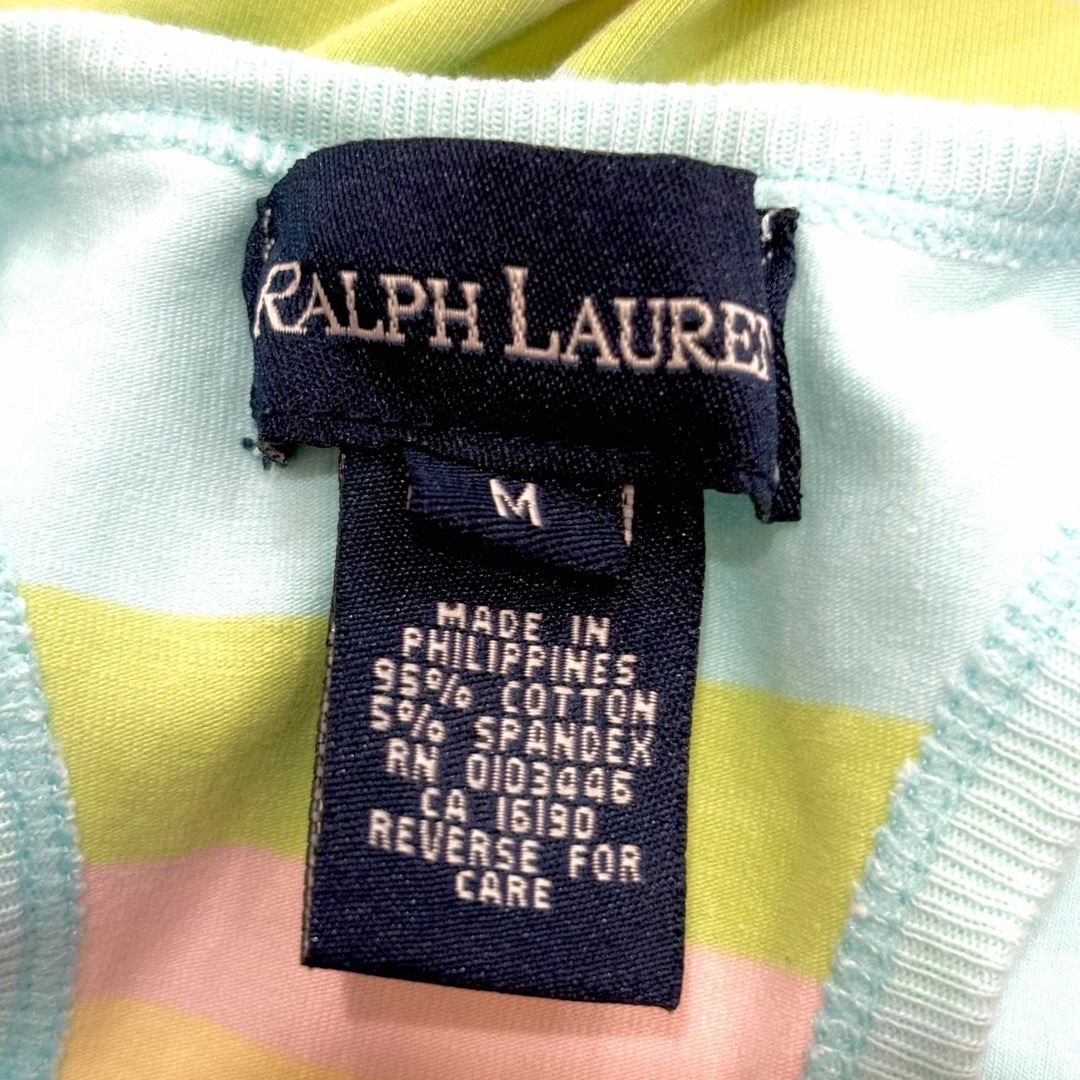 RALPH LAUREN
M
MADE IN
PHILIPPINES
95% COTTON
5% SPANDEX
RN 0103446
CA 16190
REVERSE FOR
CARE